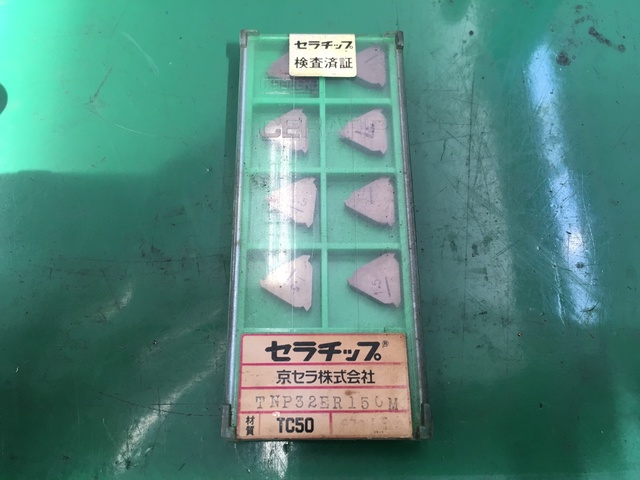 セラチップ
検査済証
セラチップ®
京セラ株式会社
TNP32ER150M
材質 TC50